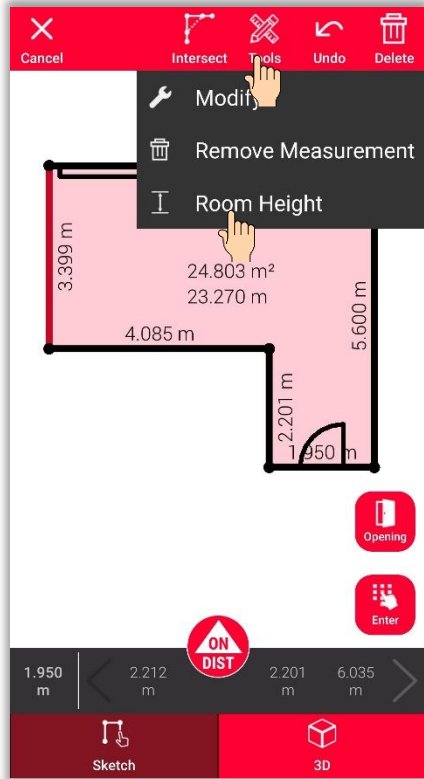 Cancel
Intersect
Tools
Undo
Delete
Modify
Remove Measurement
Room Height
3.399 m
24.803 m²
23.270 m
4.085 m
5.600 m
2.201 m
1.950 m
Opening
Enter
ON
DIST
1.950 m
2.212 m
2.201 m
6.035 m
Sketch
3D